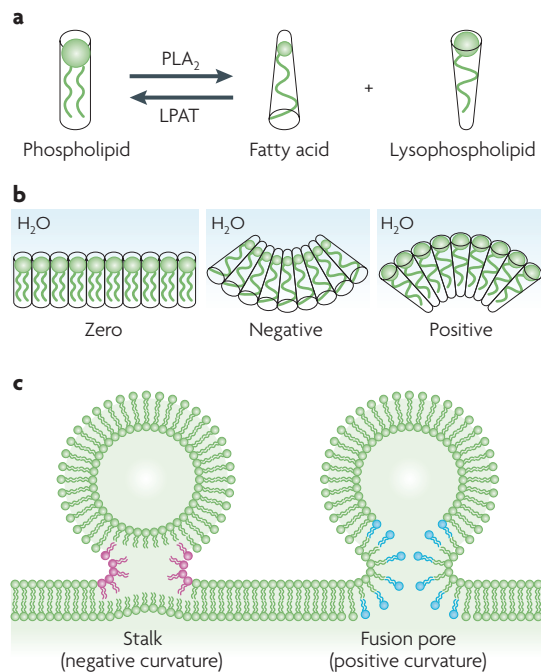 a
PLA₂
LPAT
+
Phospholipid
Fatty acid
Lysophospholipid
b
H₂O
H₂O
H₂O
Zero
Negative
Positive
c
Stalk
(negative curvature)
Fusion pore
(positive curvature)